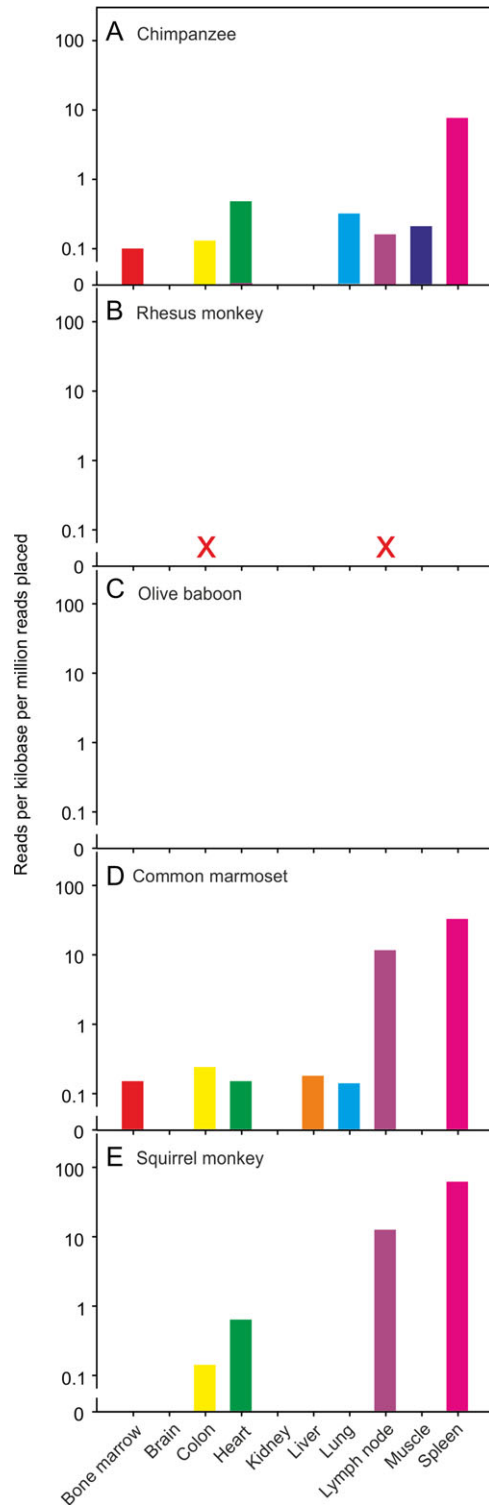 Reads per kilobase per million reads placed
A Chimpanzee
100
10
1
0.1
0
B Rhesus monkey
100
10
1
0.1
X X
0
C Olive baboon
100
10
1
0.1
0
D Common marmoset
100
10
1
0.1
0
E Squirrel monkey
100
10
1
0.1
0
Bone marrow
Brain
Colon
Heart
Kidney
Liver
Lung
Lymph node
Muscle
Spleen